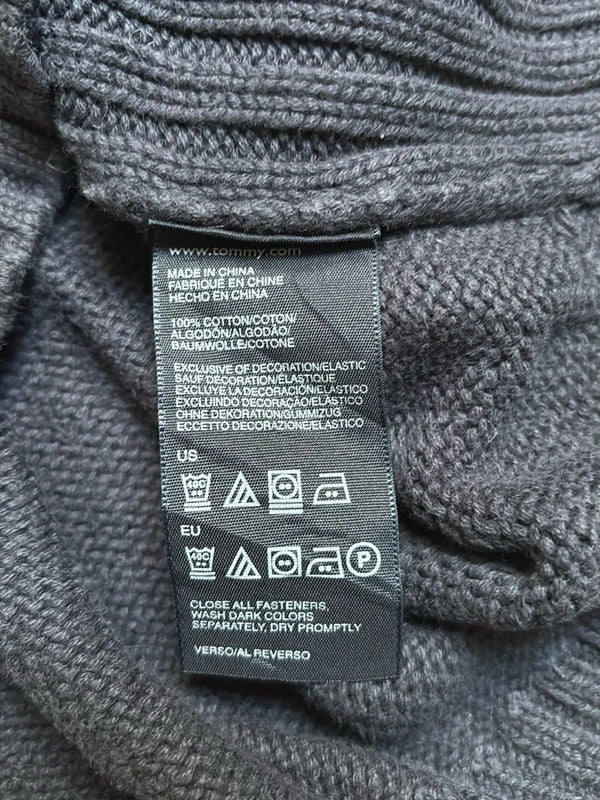 www.tommy.com
MADE IN CHINA
FABRIQUÉ EN CHINE
HECHO EN CHINA
100% COTTON/COTON/
ALGODÓN/ALGODÃO/
BAUMWOLLE/COTONE
EXCLUSIVE OF DECORATION/ELASTIC
SAUF DÉCORATION/ÉLASTIQUE
EXCLUYE LA DECORACIÓN/ELÁSTICO
EXCLUINDO DECORAÇÃO/ELÁSTICO
OHNE DEKORATION/GUMMIZUG
ECCETTO DECORAZIONE/ELASTICO
US
40C
EU
40C P
CLOSE ALL FASTENERS,
WASH DARK COLORS
SEPARATELY, DRY PROMPTLY
VERSO/AL REVERSO